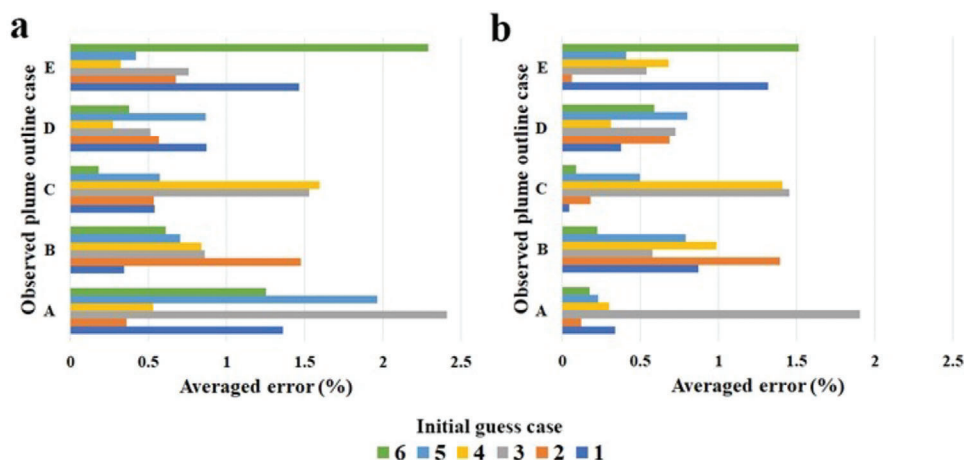 a
Observed plume outline case
E
D
C
B
A
0 0.5 1 1.5 2 2.5
Averaged error (%)
b
Observed plume outline case
E
D
C
B
A
0 0.5 1 1.5 2 2.5
Averaged error (%)
Initial guess case
6 5 4 3 2 1